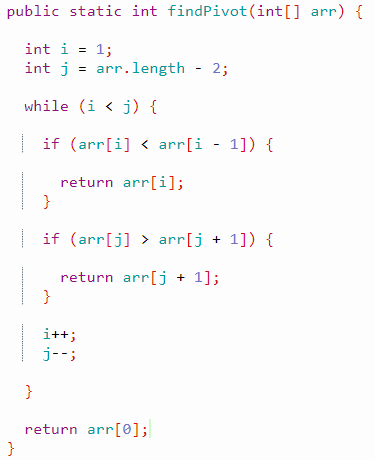 public static int findPivot(int[] arr) {
int i = 1;
int j = arr.length - 2;
while (i < j) {
if (arr[i] < arr[i - 1]) {
return arr[i];
}
if (arr[j] > arr[j + 1]) {
return arr[j + 1];
}
i++;
j--;
}
return arr[0];
}